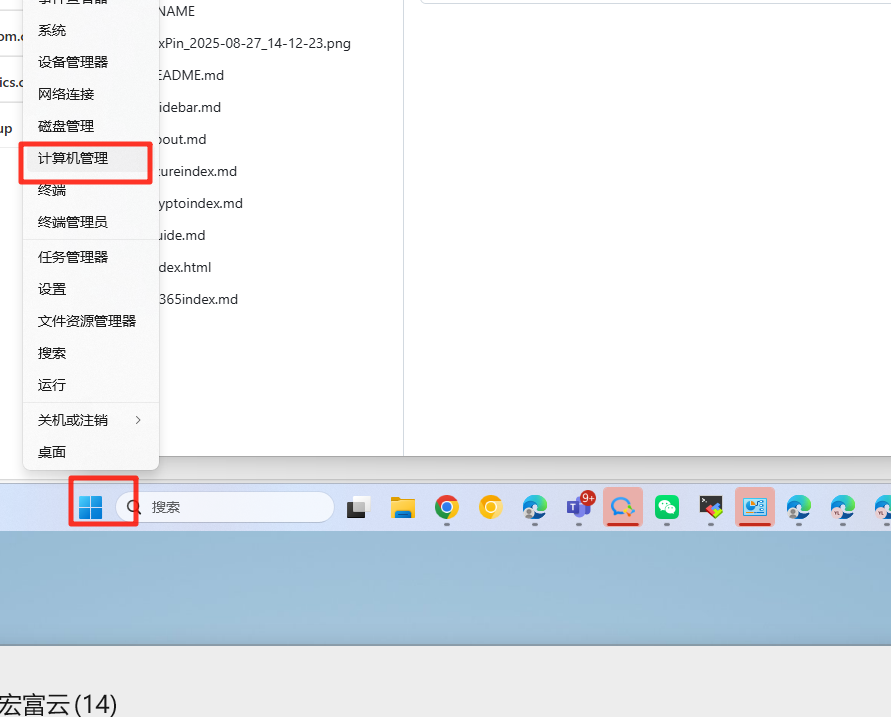 NAME
系统
xPin_2025-08-27_14-12-23.png
om.c
设备管理器
EADME.md
ics.c
网络连接
idebar.md
up
磁盘管理
bout.md
计算机管理
ureindex.md
终端
yptoindex.md
终端管理员
uide.md
任务管理器
dex.html
设置
365index.md
文件资源管理器
搜索
运行
关机或注销
桌面
搜索
9+
宏富云(14)